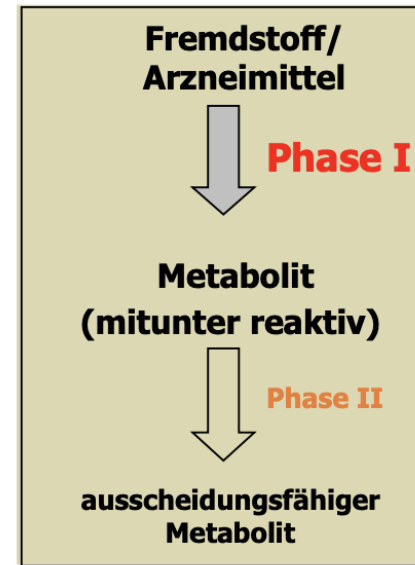 Fremdstoff/
Arzneimittel
Phase I
Metabolit
(mitunter reaktiv)
Phase II
ausscheidungsfähiger
Metabolit